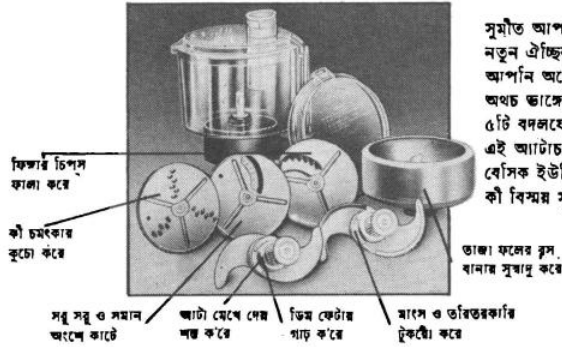 সুমীত আপ
নতুন ঐচ্ছি
আপনি অ
অথচ ভাঙ্গে
৫টি বদলযে
এই অ্যাটাচ
বেসিক ইউ
কী বিস্ময় স
ফিঙ্গার চিপস্
ফালা করে
কী চমৎকার
কুচো করে
তাজা ফলের রস
বানায় সুস্বাদু করে
সরু সরু ও সমান
অংশে কাটে
আটা মেখে দেয়
শক্ত ক'রে
ডিম ফেটায়
গাঢ় ক'রে
মাংস ও তরিতরকারি
টুকরো করে